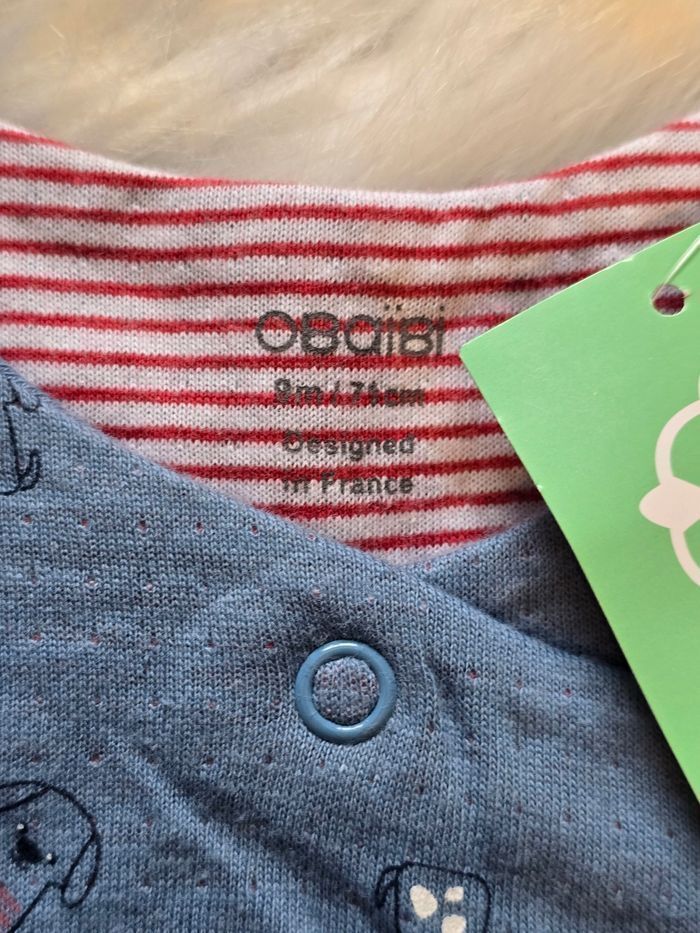 OBaïBi
9m / 71cm
Designed
in France